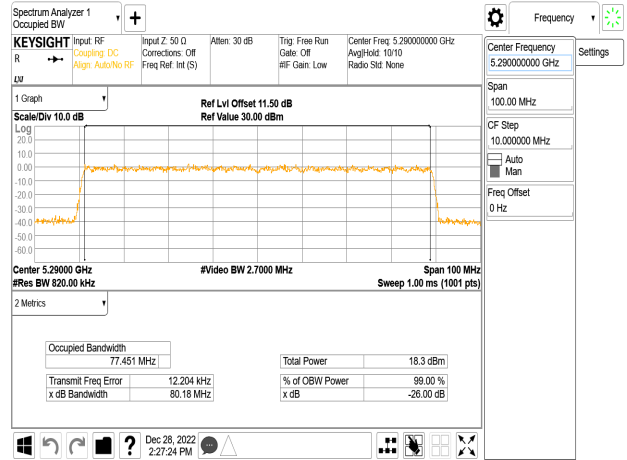 Spectrum Analyzer 1
Occupied BW
Frequency
KEYSIGHT
R
Input: RF
Coupling: DC
Align: Auto/No RF
Input Z: 50 Ω
Corrections: Off
Freq Ref: Int (S)
Atten: 30 dB
Trig: Free Run
Gate: Off
#IF Gain: Low
Center Freq: 5.290000000 GHz
Avg|Hold: 10/10
Radio Std: None
Center Frequency
5.290000000 GHz
Settings
Span
100.00 MHz
CF Step
10.000000 MHz
Auto
Man
Freq Offset
0 Hz
1 Graph
Scale/Div 10.0 dB
Ref Lvl Offset 11.50 dB
Ref Value 30.00 dBm
Log
20.0
10.0
0.00
-10.0
-20.0
-30.0
-40.0
-50.0
-60.0
Center 5.29000 GHz
#Video BW 2.7000 MHz
Span 100 MHz
#Res BW 820.00 kHz
Sweep 1.00 ms (1001 pts)
2 Metrics
Occupied Bandwidth
77.451 MHz
Total Power 18.3 dBm
Transmit Freq Error 12.204 kHz
% of OBW Power 99.00 %
x dB Bandwidth 80.18 MHz
x dB -26.00 dB
Dec 28, 2022
2:27:24 PM